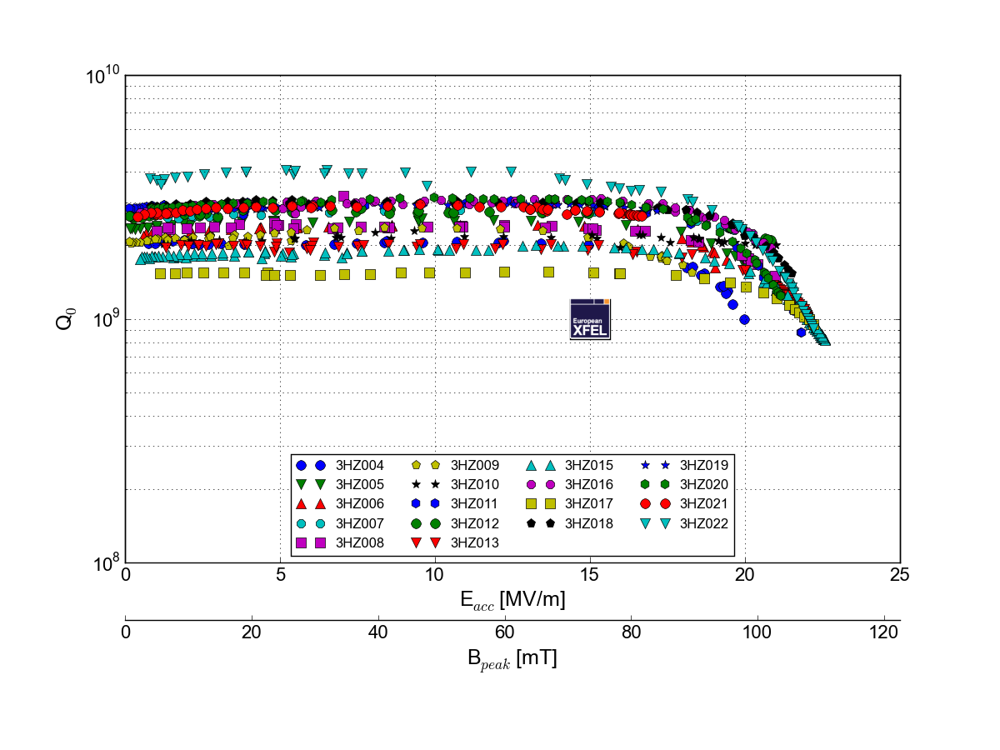 10^10
10^9
10^8
Q_0
European
XFEL
3HZ004 3HZ009 3HZ015 3HZ019
3HZ005 3HZ010 3HZ016 3HZ020
3HZ006 3HZ011 3HZ017 3HZ021
3HZ007 3HZ012 3HZ018 3HZ022
3HZ008 3HZ013
0 5 10 15 20 25
E_acc [MV/m]
0 20 40 60 80 100 120
B_peak [mT]